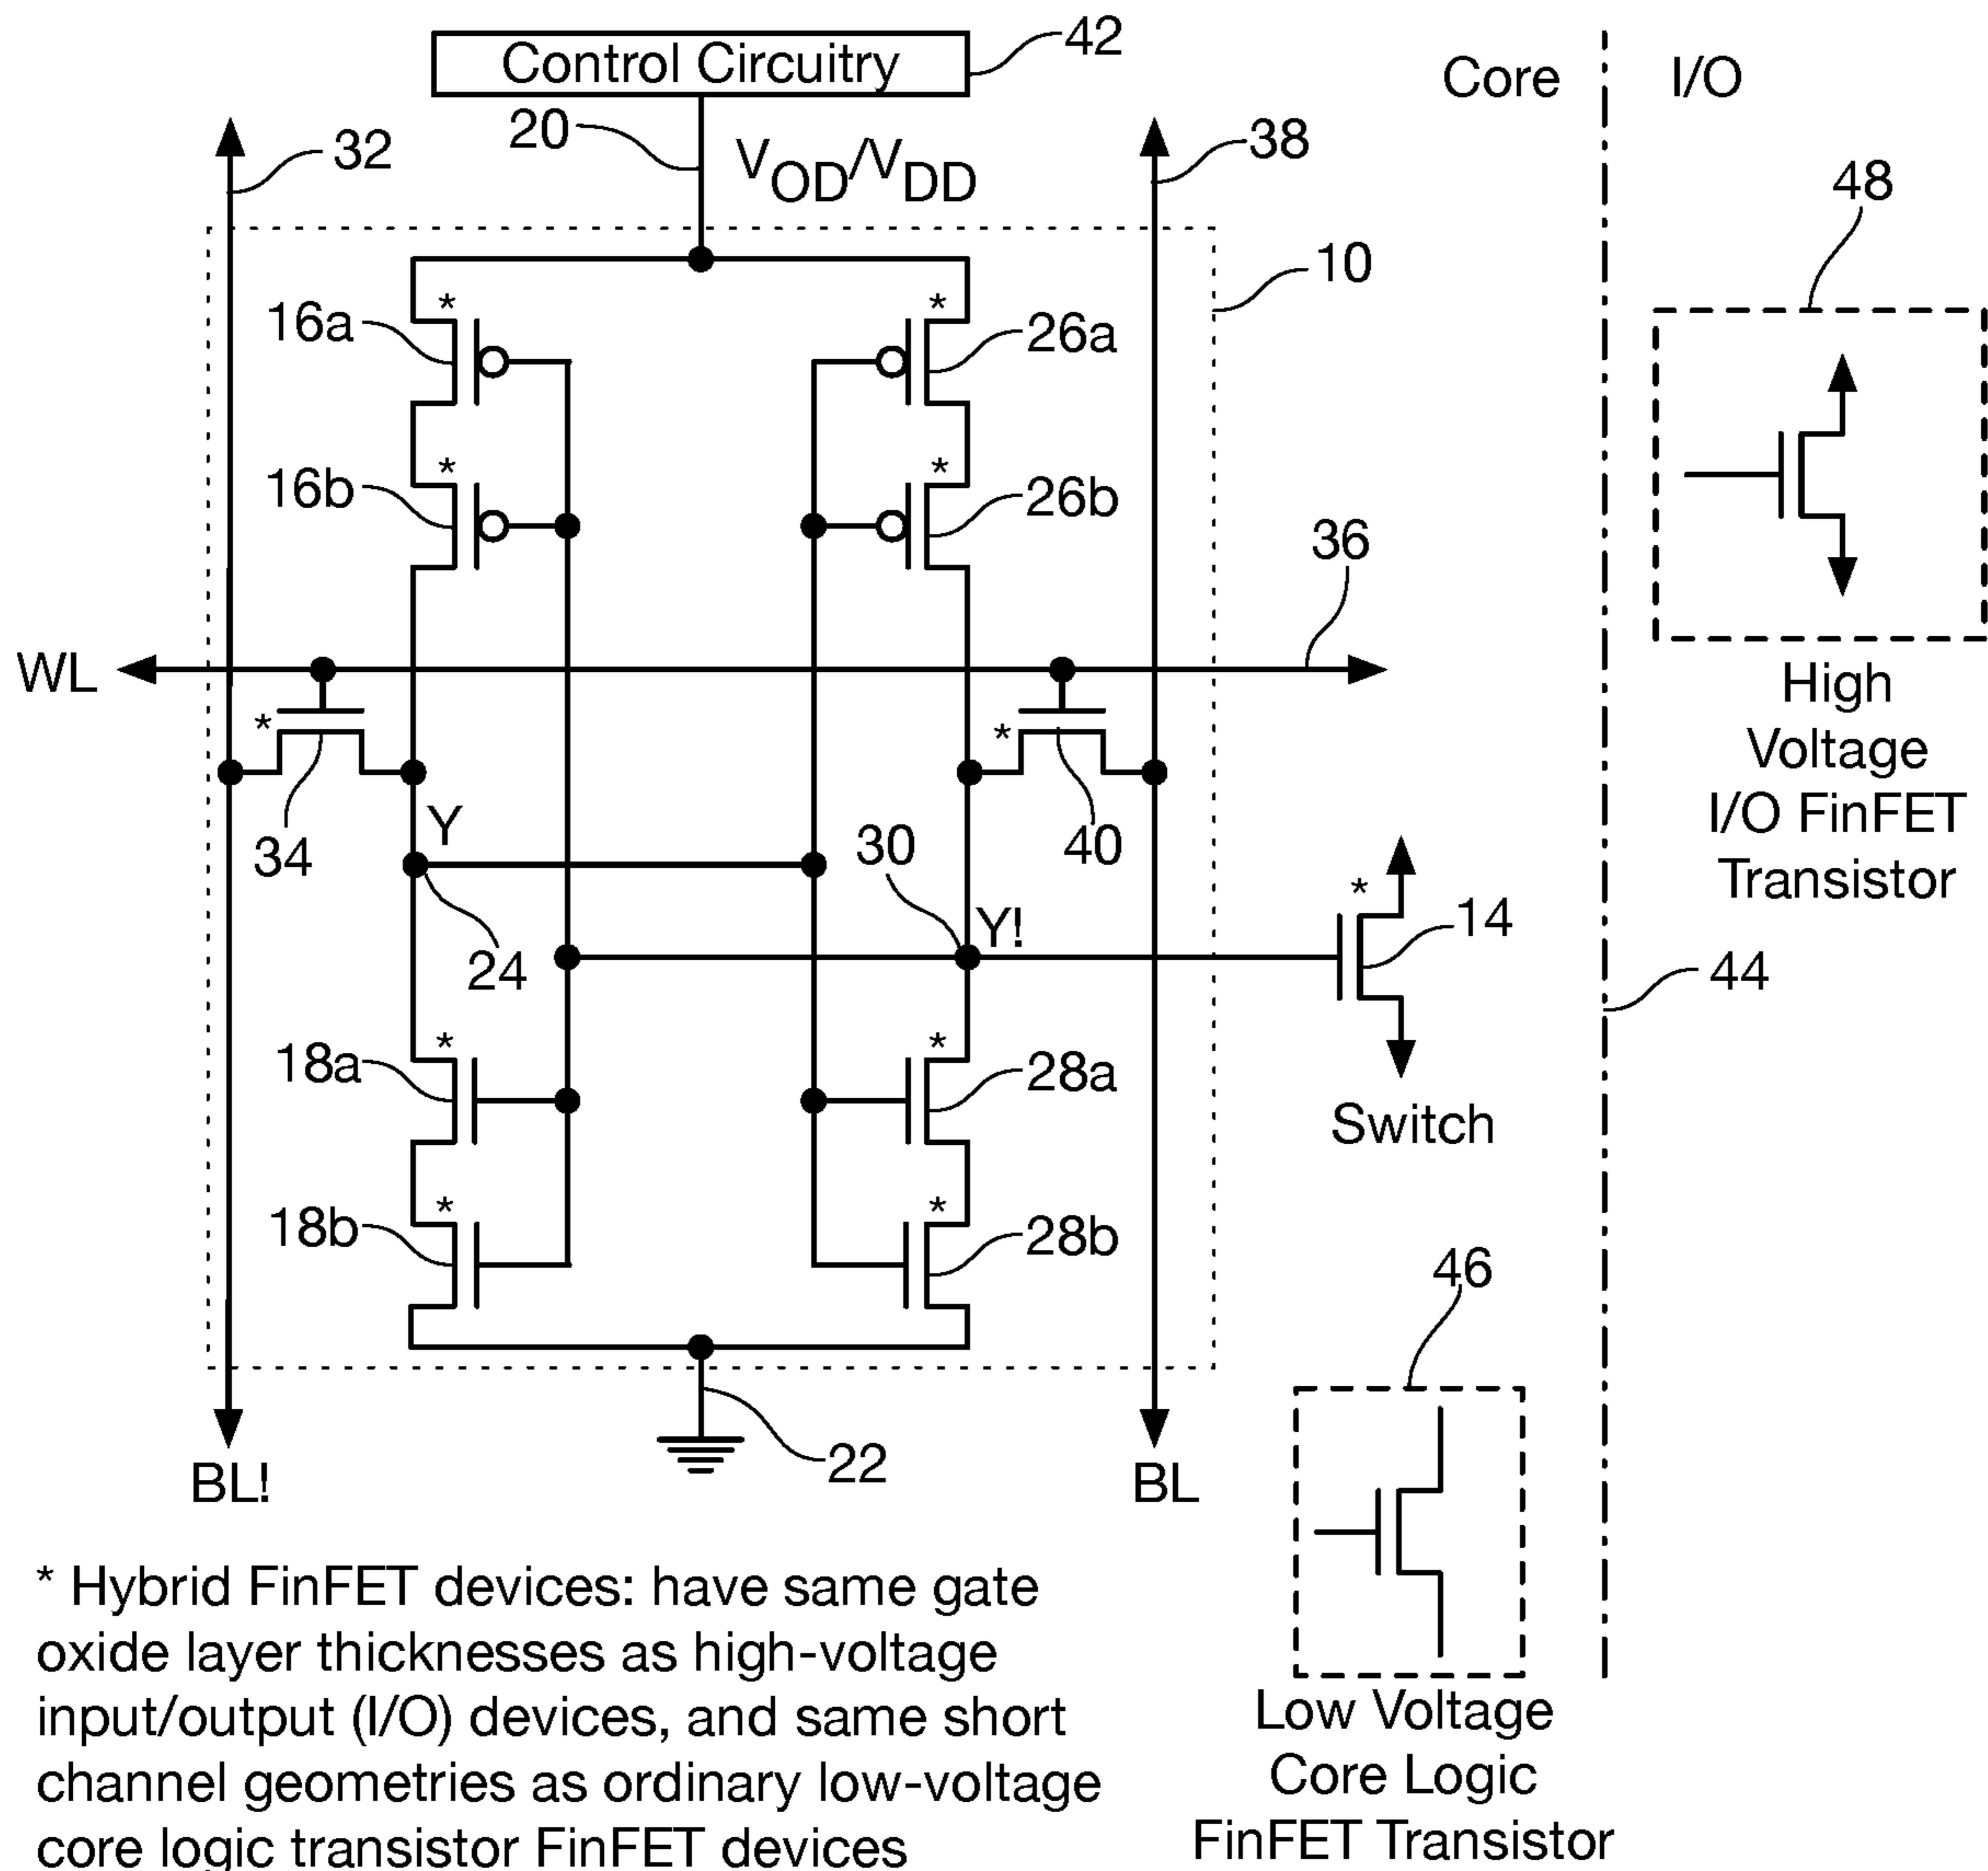 Control Circuitry
42
Core
I/O
20
32
VOD/VDD
38
48
10
16a
*
*
26a
16b
*
*
26b
36
WL
High
Voltage
I/O FinFET
Transistor
*
*
34
Y
30
40
*
14
24
Y!
44
Switch
18a
*
*
28a
18b
*
*
28b
46
22
BL!
BL
* Hybrid FinFET devices: have same gate
oxide layer thicknesses as high-voltage
input/output (I/O) devices, and same short
channel geometries as ordinary low-voltage
core logic transistor FinFET devices
Low Voltage
Core Logic
FinFET Transistor